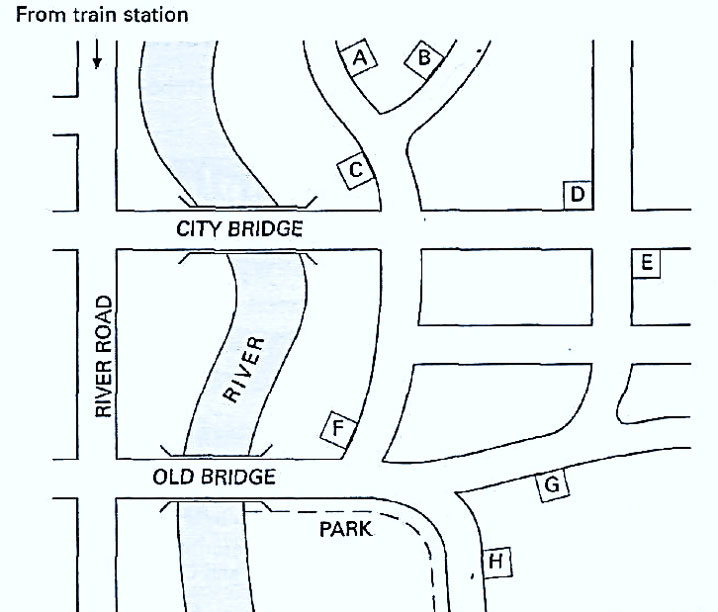 From train station
A
B
C
D
CITY BRIDGE
E
RIVER ROAD
RIVER
F
OLD BRIDGE
G
PARK
H